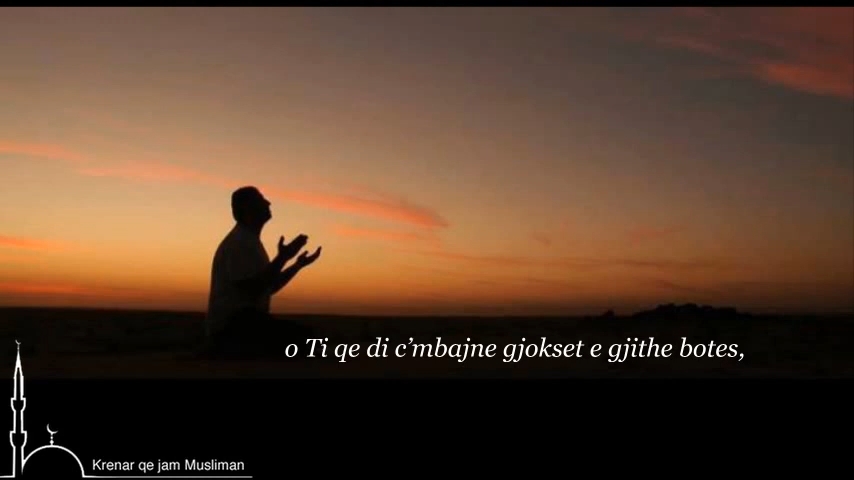 o Ti qe di c’mbajne gjokset e gjithe botes,
Krenar qe jam Musliman